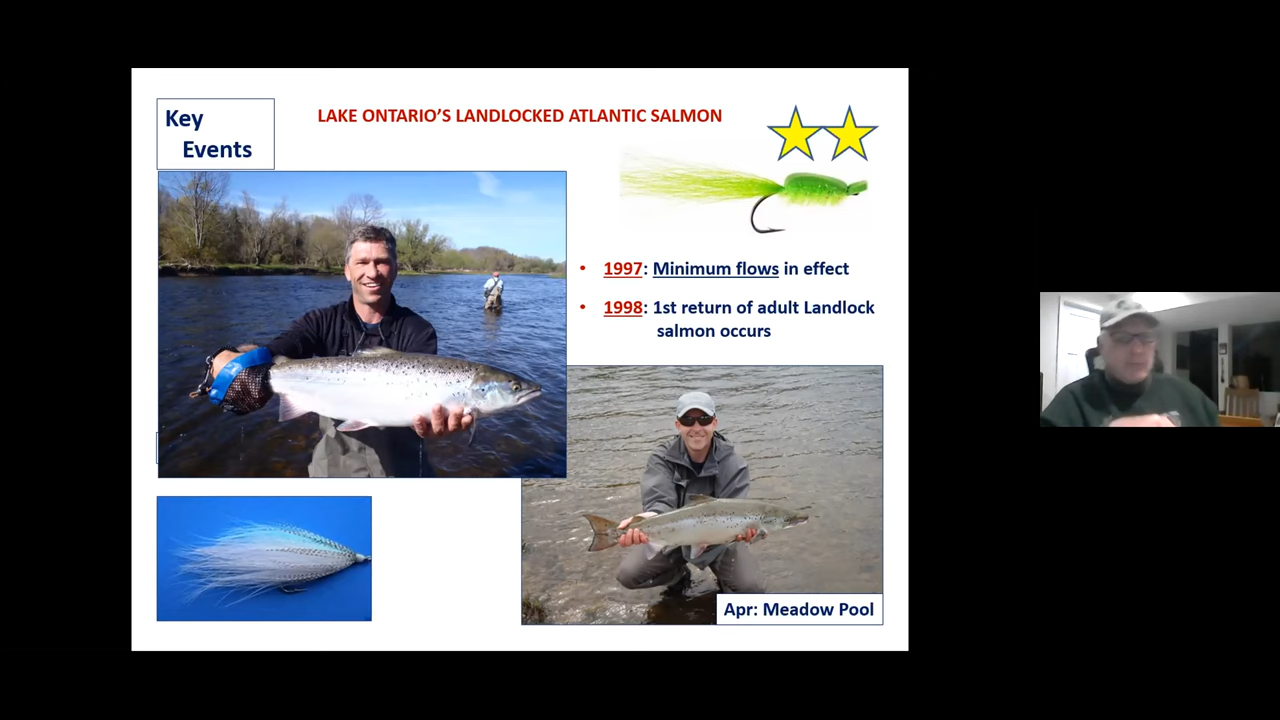 Key
Events
LAKE ONTARIO'S LANDLOCKED ATLANTIC SALMON
• 1997: Minimum flows in effect
• 1998: 1st return of adult Landlock
salmon occurs
Apr: Meadow Pool